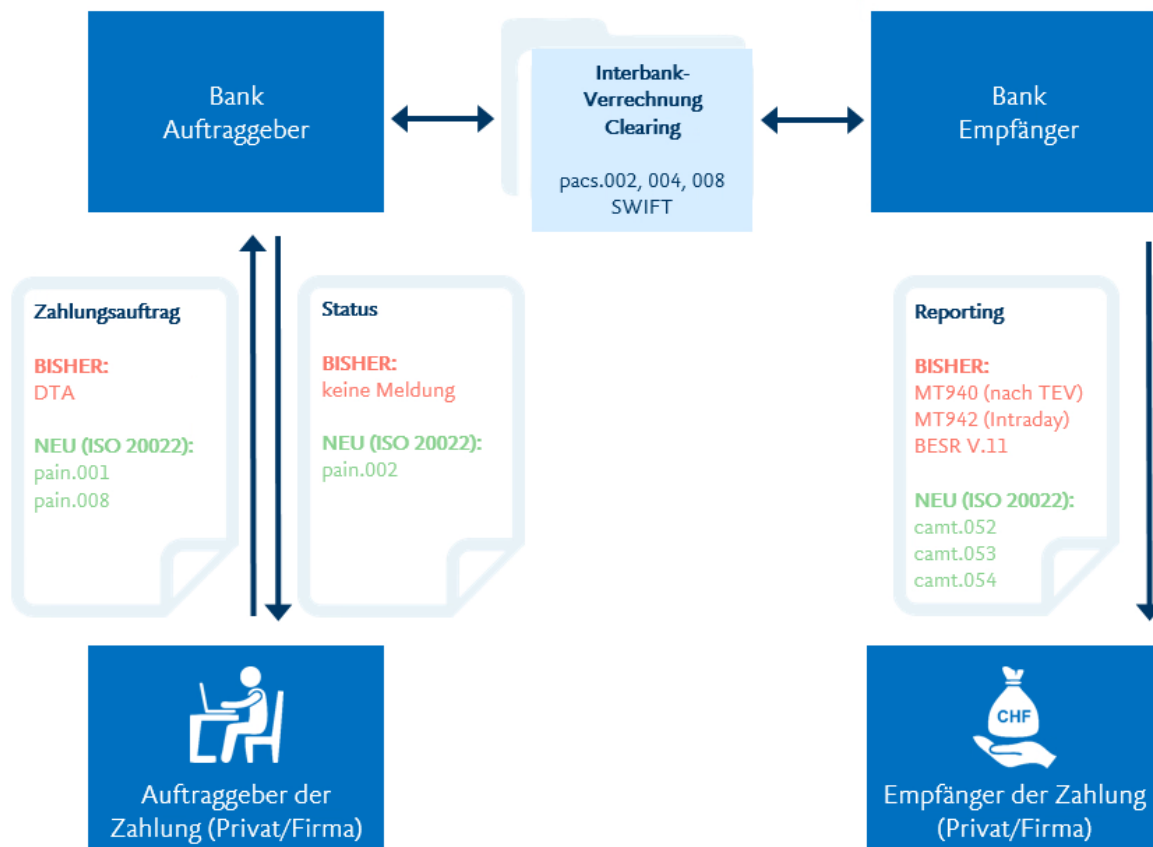 Bank
Auftraggeber
Interbank-
Verrechnung
Clearing
pacs.002, 004, 008
SWIFT
Bank
Empfänger
Zahlungsauftrag
BISHER:
DTA
NEU (ISO 20022):
pain.001
pain.008
Status
BISHER:
keine Meldung
NEU (ISO 20022):
pain.002
Reporting
BISHER:
MT940 (nach TEV)
MT942 (Intraday)
BESR V.11
NEU (ISO 20022):
camt.052
camt.053
camt.054
Auftraggeber der
Zahlung (Privat/Firma)
CHF
Empfänger der Zahlung
(Privat/Firma)